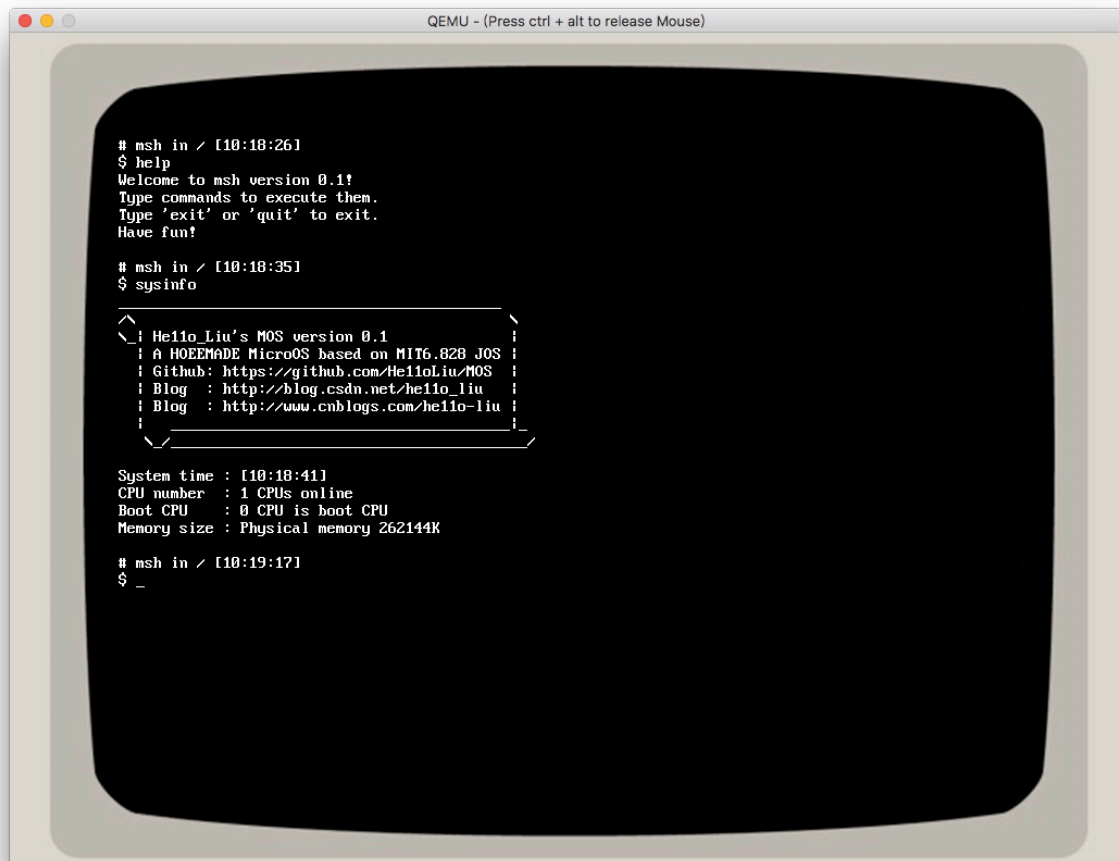 QEMU - (Press ctrl + alt to release Mouse)
# msh in / [10:18:26]
$ help
Welcome to msh version 0.1!
Type commands to execute them.
Type 'exit' or 'quit' to exit.
Have fun!
# msh in / [10:18:35]
$ sysinfo
He11o_Liu's MOS version 0.1
A HOEEMADE MicroOS based on MIT6.828 JOS
Github: https://github.com/He11oLiu/MOS
Blog  : http://blog.csdn.net/he11o_liu
Blog  : http://www.cnblogs.com/he11o-liu
System time : [10:18:41]
CPU number  : 1 CPUs online
Boot CPU    : 0 CPU is boot CPU
Memory size : Physical memory 262144K
# msh in / [10:19:17]
$ _